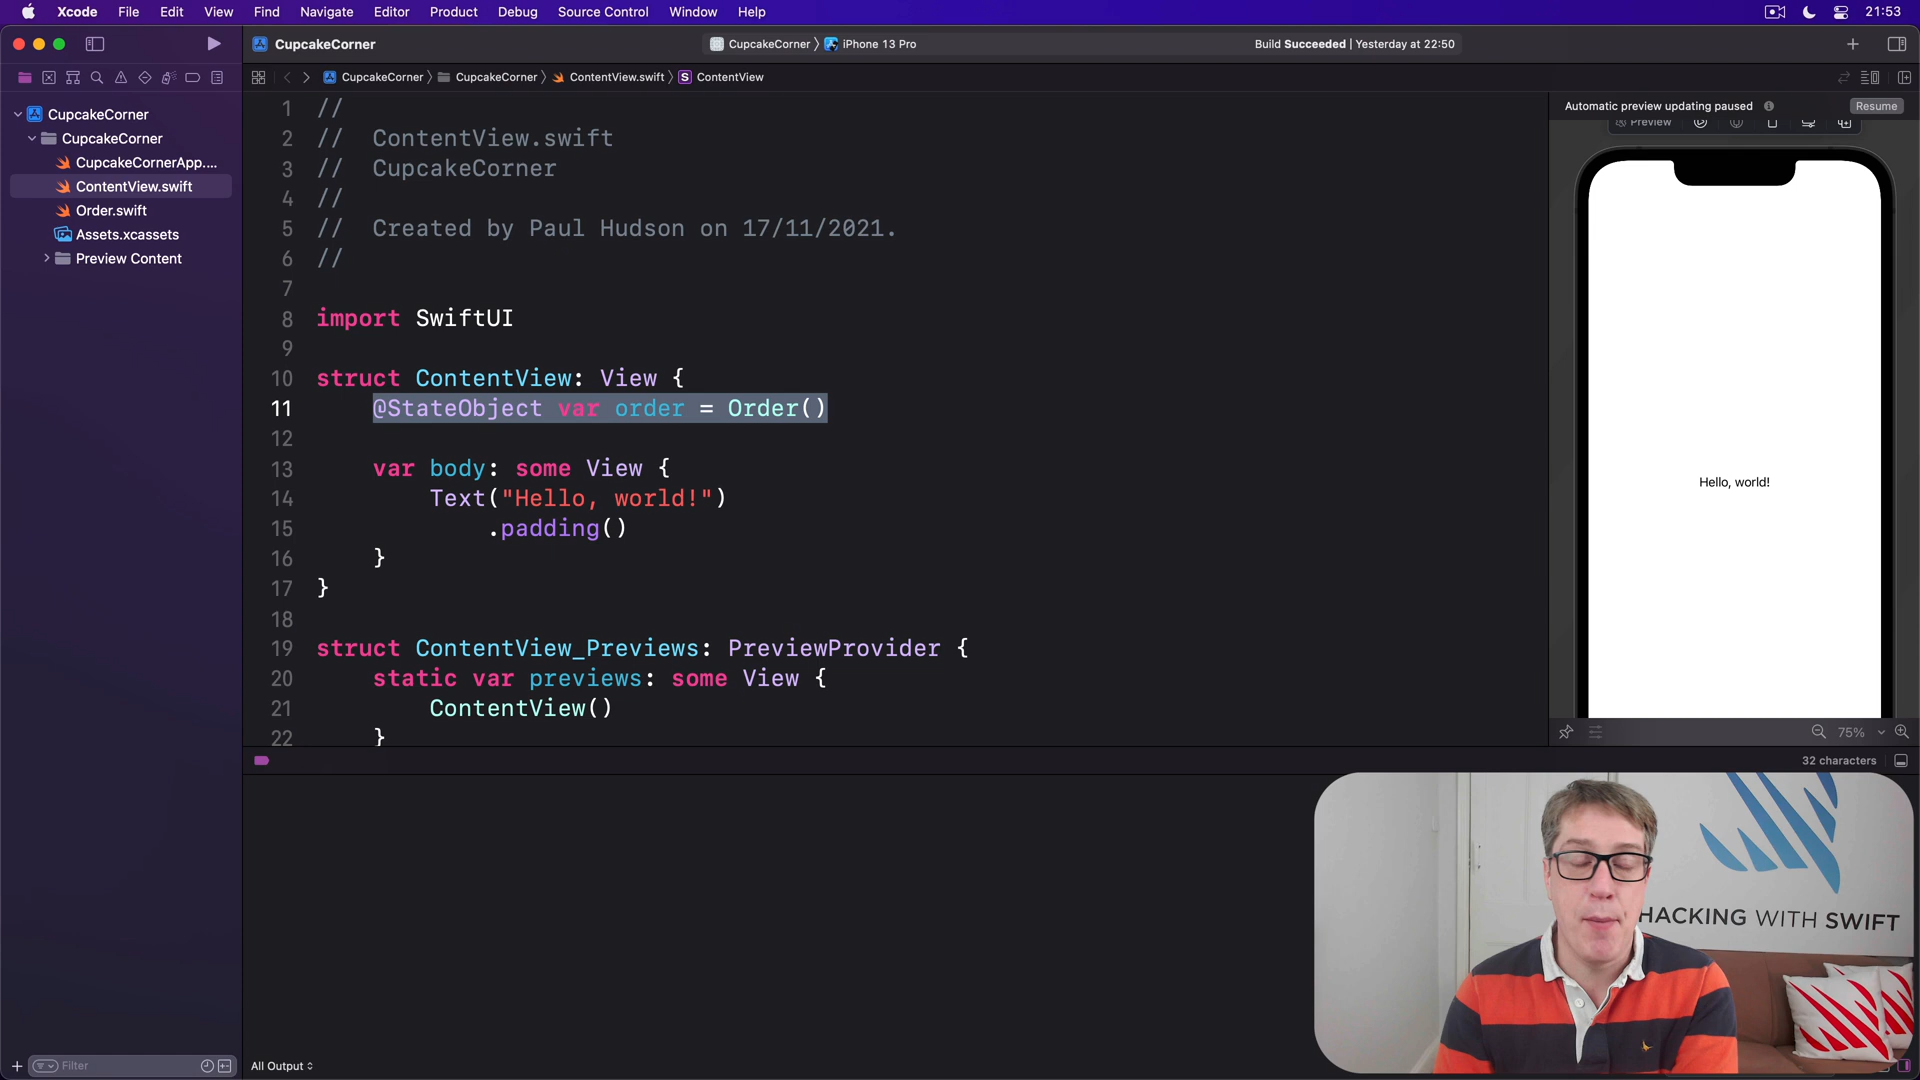 Xcode File Edit View Find Navigate Editor Product Debug Source Control Window Help 21:53
CupcakeCorner
CupcakeCorner 〉 iPhone 13 Pro
Build Succeeded | Yesterday at 22:50
CupcakeCorner 〉 CupcakeCorner 〉 ContentView.swift 〉 S ContentView
CupcakeCorner
CupcakeCorner
CupcakeCornerApp....
ContentView.swift
Order.swift
Assets.xcassets
Preview Content
1 //
2 // ContentView.swift
3 // CupcakeCorner
4 //
5 // Created by Paul Hudson on 17/11/2021.
6 //
7
8 import SwiftUI
9
10 struct ContentView: View {
11 @StateObject var order = Order()
12
13 var body: some View {
14 Text("Hello, world!")
15 .padding()
16 }
17 }
18
19 struct ContentView_Previews: PreviewProvider {
20 static var previews: some View {
21 ContentView()
22 }
Automatic preview updating paused
Resume
Preview
Hello, world!
75%
32 characters
HACKING WITH SWIFT
Filter
All Output